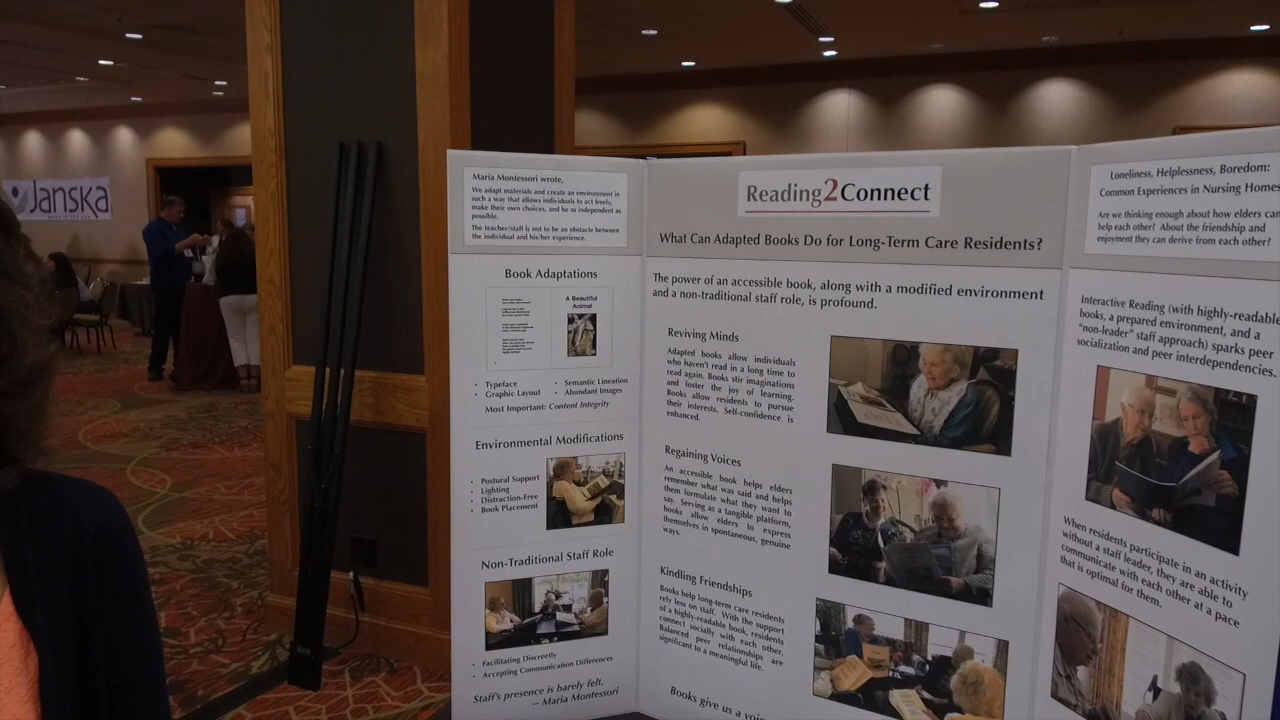 Janska
Maria Montessori wrote,
We adapt materials and create an environment in
such a way that allows individuals to act freely,
make their own choices, and be as independent as
possible.
The teacher/staff is not to be an obstacle between
the individual and his/her experience.
Book Adaptations
A Beautiful
Animal
• Typeface
• Graphic Layout
• Semantic Lineation
• Abundant Images
Most Important: Content Integrity
Environmental Modifications
• Postural Support
• Lighting
• Distraction-Free
• Book Placement
Non-Traditional Staff Role
• Facilitating Discreetly
• Accepting Communication Differences
Staff's presence is barely felt.
-- Maria Montessori
Reading2Connect
What Can Adapted Books Do for Long-Term Care Residents?
The power of an accessible book, along with a modified environment
and a non-traditional staff role, is profound.
Reviving Minds
Adapted books allow individuals
who haven't read in a long time to
read again. Books stir imaginations
and foster the joy of learning.
Books allow residents to pursue
their interests. Self-confidence is
enhanced.
Regaining Voices
An accessible book helps elders
remember what was said and helps
them formulate what they want to
say. Serving as a tangible platform,
books allow elders to express
themselves in spontaneous, genuine
ways.
Kindling Friendships
Books help long-term care residents
rely less on staff. With the support
of a highly-readable book, residents
connect socially with each other.
Balanced peer relationships are
significant to a meaningful life.
Books give us a voi
Loneliness, Helplessness, Boredom:
Common Experiences in Nursing Homes
Are we thinking enough about how elders can
help each other? About the friendship and
enjoyment they can derive from each other?
Interactive Reading (with highly-readable
books, a prepared environment, and a
"non-leader" staff approach) sparks peer
socialization and peer interdependencies.
When residents participate in an activity
without a staff leader, they are able to
communicate with each other at a pace
that is optimal for them.